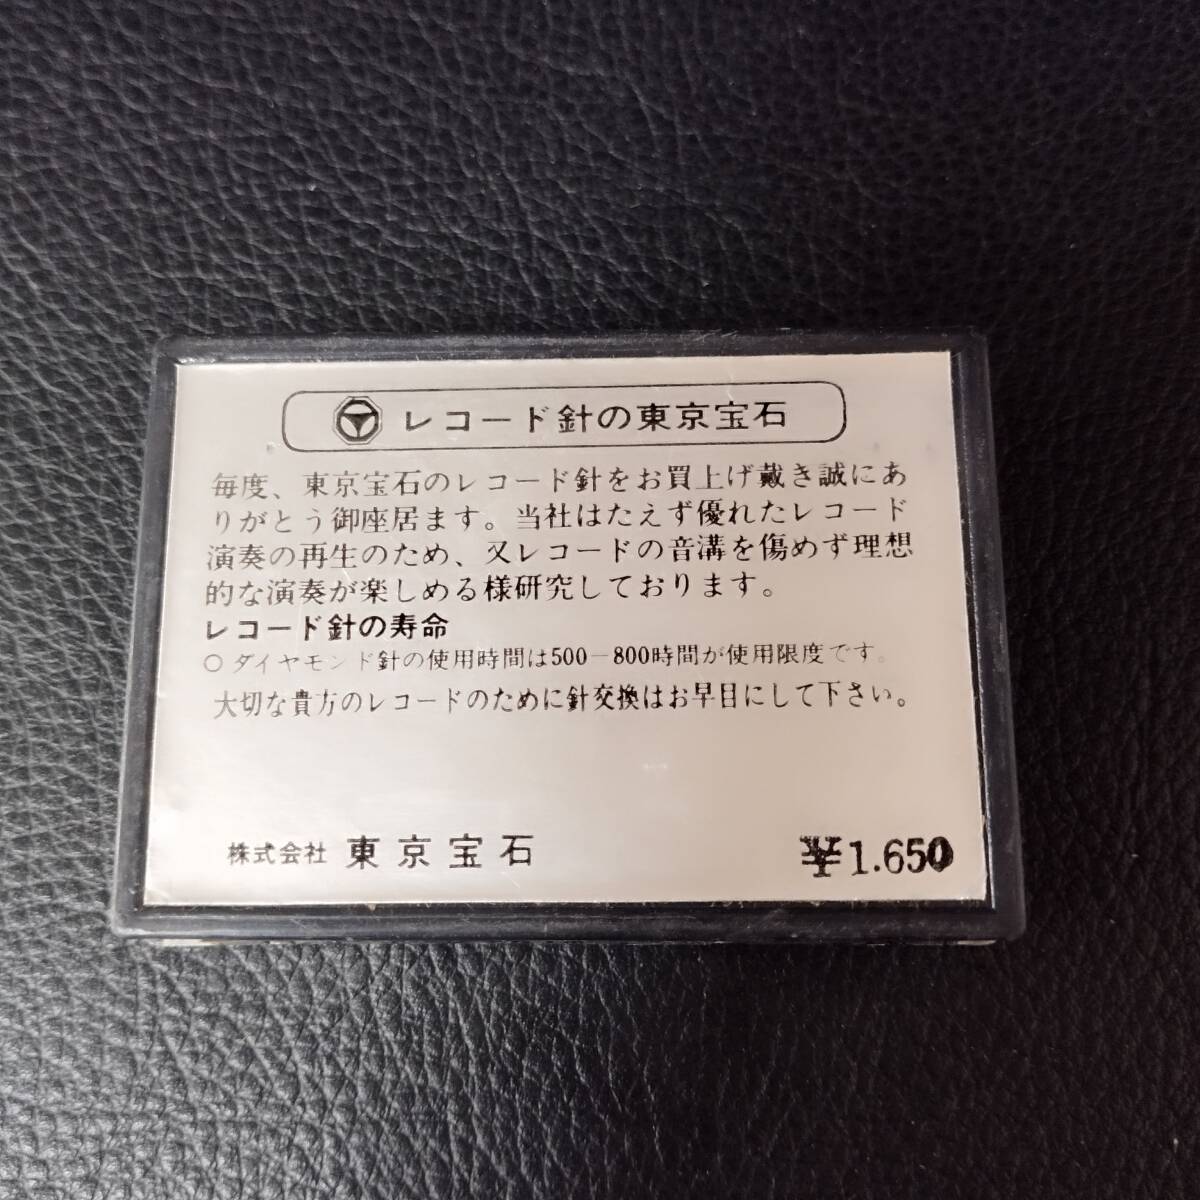 レコード針の東京宝石
毎度、東京宝石のレコード針をお買上げ戴き誠にあ
りがとう御座居ます。当社はたえず優れたレコード
演奏の再生のため、又レコードの音溝を傷めず理想
的な演奏が楽しめる様研究しております。
レコード針の寿命
○ダイヤモンド針の使用時間は500―800時間が使用限度です。
大切な貴方のレコードのために針交換はお早目にして下さい。
株式会社 東京宝石
¥1.650